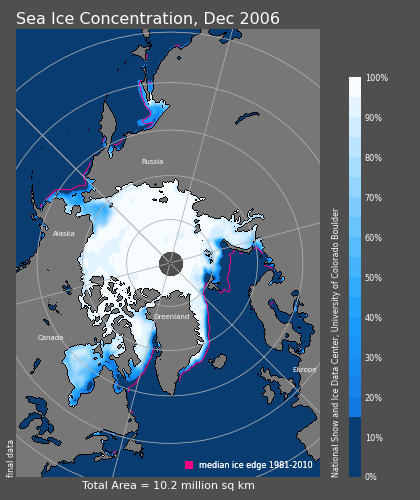 Sea Ice Concentration, Dec 2006
100%
90%
80%
70%
60%
50%
40%
30%
20%
10%
0%
Russia
Alaska
Greenland
Canada
Europe
median ice edge 1981-2010
final data
National Snow and Ice Data Center, University of Colorado Boulder
Total Area = 10.2 million sq km